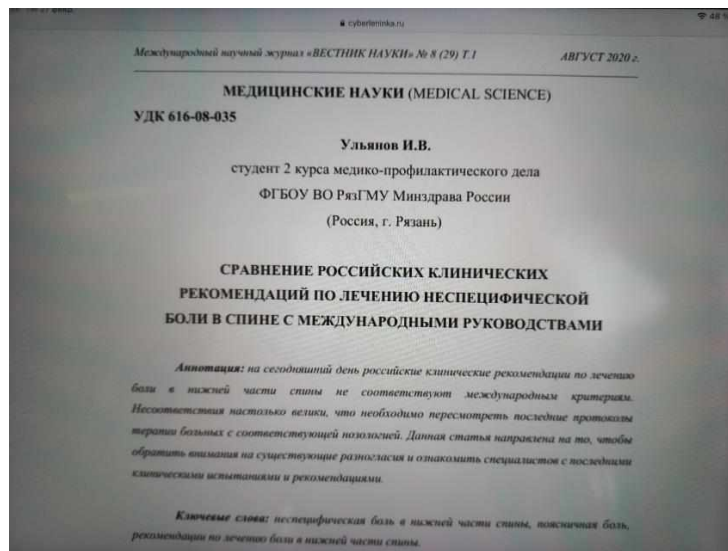 cyberleninka.ru
48 %
Международный научный журнал «ВЕСТНИК НАУКИ» № 8 (29) Т.1 АВГУСТ 2020 г.
МЕДИЦИНСКИЕ НАУКИ (MEDICAL SCIENCE)
УДК 616-08-035
Ульянов И.В.
студент 2 курса медико-профилактического дела
ФГБОУ ВО РязГМУ Минздрава России
(Россия, г. Рязань)
СРАВНЕНИЕ РОССИЙСКИХ КЛИНИЧЕСКИХ
РЕКОМЕНДАЦИЙ ПО ЛЕЧЕНИЮ НЕСПЕЦИФИЧЕСКОЙ
БОЛИ В СПИНЕ С МЕЖДУНАРОДНЫМИ РУКОВОДСТВАМИ
Аннотация: на сегодняшний день российские клинические рекомендации по лечению
боли в нижней части спины не соответствуют международным критериям.
Несоответствия настолько велики, что необходимо пересмотреть последние протоколы
терапии больных с соответствующей нозологией. Данная статья направлена на то, чтобы
обратить внимания на существующие разногласия и ознакомить специалистов с последними
клиническими испытаниями и рекомендациями.
Ключевые слова: неспецифическая боль в нижней части спины, поясничная боль,
рекомендации по лечению боли в нижней части спины.